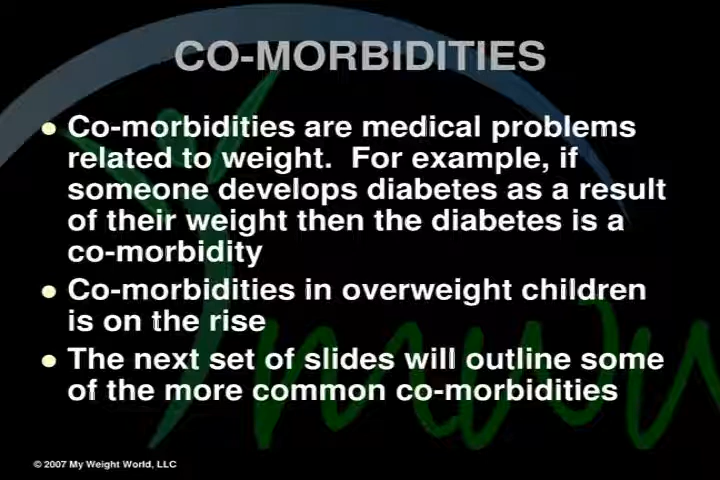 CO-MORBIDITIES
● Co-morbidities are medical problems
related to weight.  For example, if
someone develops diabetes as a result
of their weight then the diabetes is a
co-morbidity
● Co-morbidities in overweight children
is on the rise
● The next set of slides will outline some
of the more common co-morbidities
mww
© 2007 My Weight World, LLC